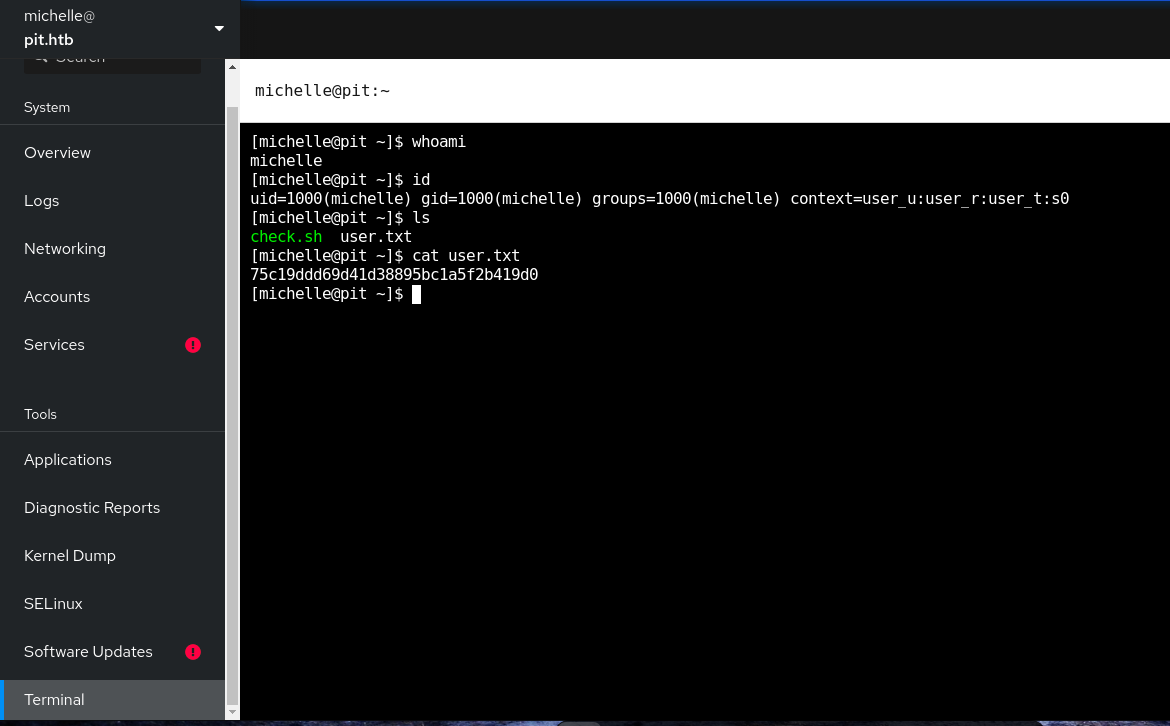 michelle@
pit.htb
Search
System
Overview
Logs
Networking
Accounts
Services
Tools
Applications
Diagnostic Reports
Kernel Dump
SELinux
Software Updates
Terminal
michelle@pit:~
[michelle@pit ~]$ whoami
michelle
[michelle@pit ~]$ id
uid=1000(michelle) gid=1000(michelle) groups=1000(michelle) context=user_u:user_r:user_t:s0
[michelle@pit ~]$ ls
check.sh  user.txt
[michelle@pit ~]$ cat user.txt
75c19ddd69d41d38895bc1a5f2b419d0
[michelle@pit ~]$